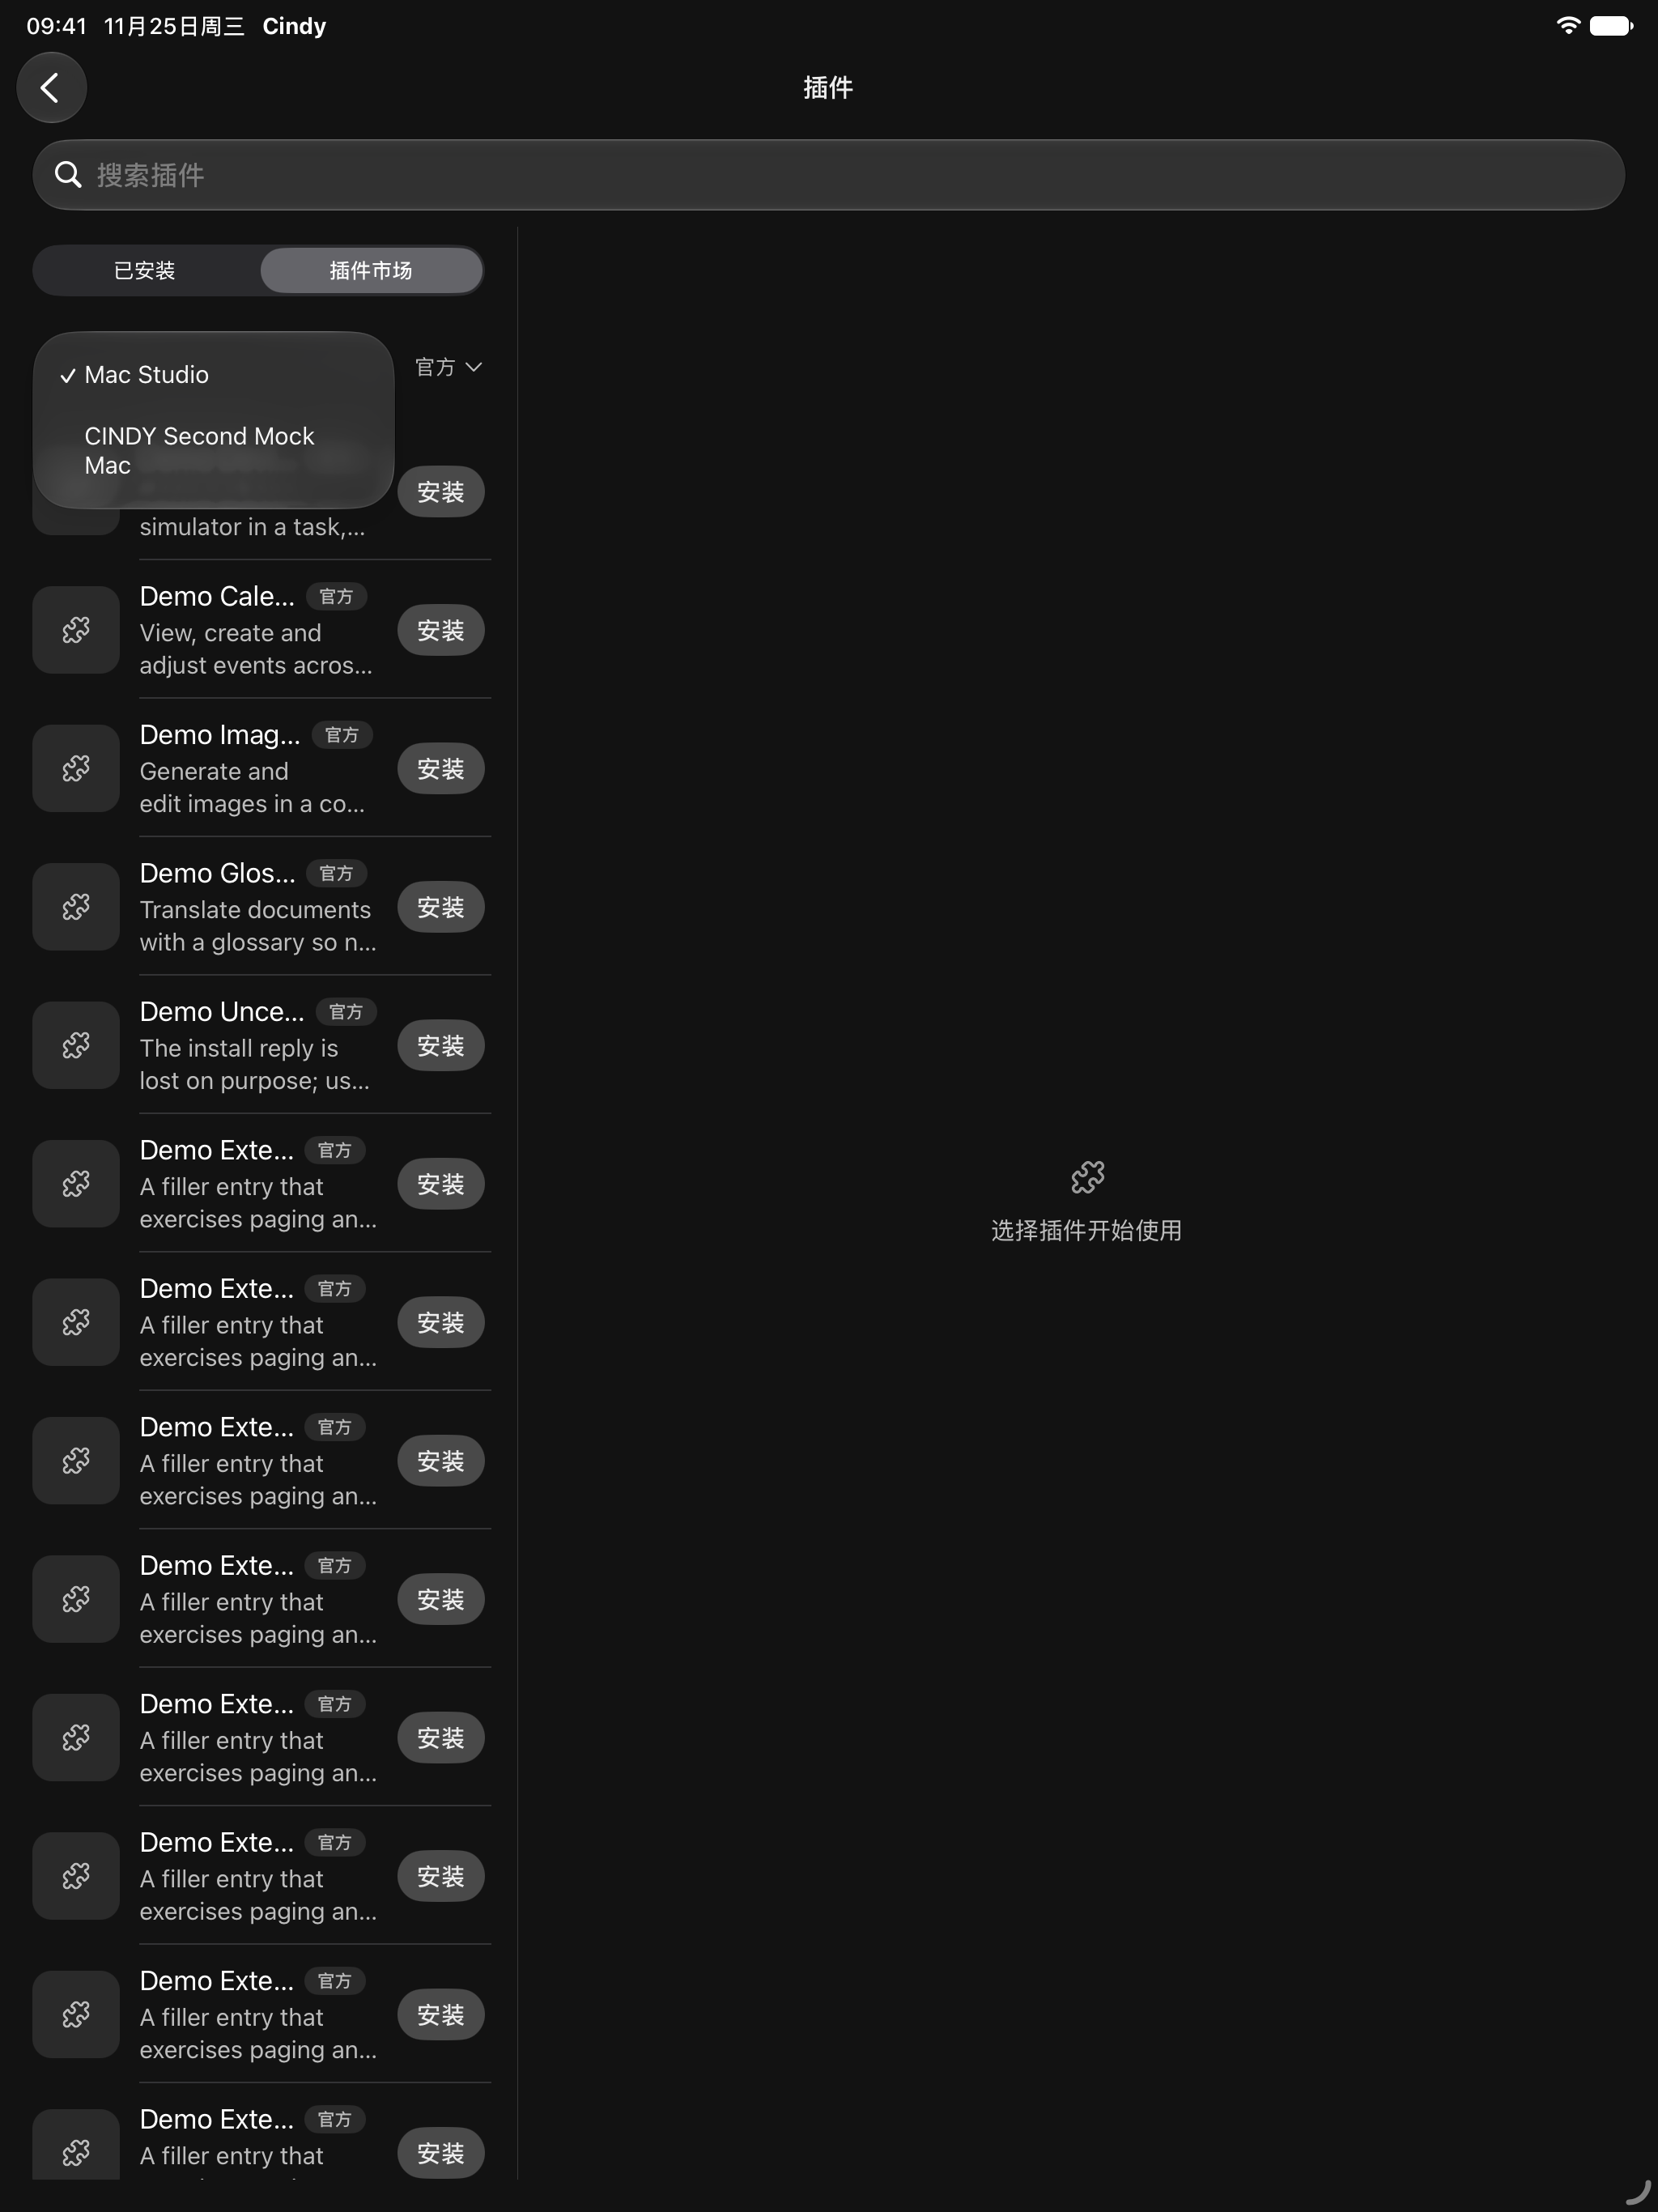 09:41 11月25日周三 Cindy
插件
搜索插件
已安装
插件市场
Mac Studio
CINDY Second Mock
Mac
官方
simulator in a task,...
安装
Demo Cale... 官方
View, create and
adjust events acros...
安装
Demo Imag... 官方
Generate and
edit images in a co...
安装
Demo Glos... 官方
Translate documents
with a glossary so n...
安装
Demo Unce... 官方
The install reply is
lost on purpose; us...
安装
Demo Exte... 官方
A filler entry that
exercises paging an...
安装
Demo Exte... 官方
A filler entry that
exercises paging an...
安装
Demo Exte... 官方
A filler entry that
exercises paging an...
安装
Demo Exte... 官方
A filler entry that
exercises paging an...
安装
Demo Exte... 官方
A filler entry that
exercises paging an...
安装
Demo Exte... 官方
A filler entry that
exercises paging an...
安装
Demo Exte... 官方
A filler entry that
exercises paging an...
安装
Demo Exte... 官方
A filler entry that
安装
选择插件开始使用